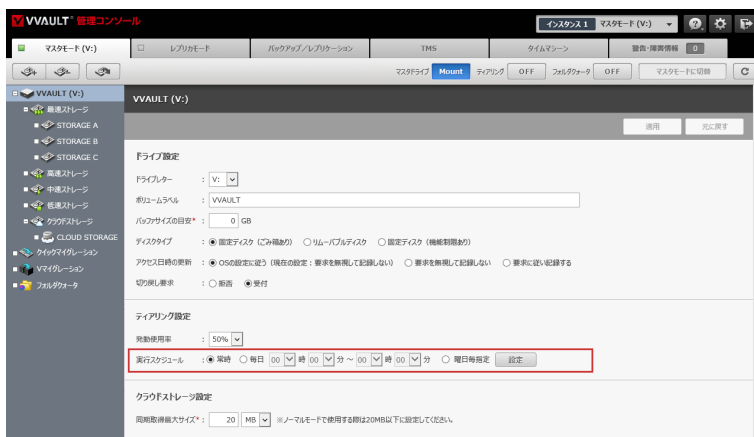 VVAULT® 管理コンソール
インスタンス1 マスタモード (V:)
マスタモード (V:) レプリカモード バックアップ／レプリケーション TMS タイムマシーン 警告・障害情報 0
マスタドライブ Mount ティアリング OFF フォルダウォータ OFF マスタモードに切替
VVAULT (V:)
最速ストレージ
STORAGE A
STORAGE B
STORAGE C
高速ストレージ
中速ストレージ
低速ストレージ
クラウドストレージ
CLOUD STORAGE
クイックマイグレーション
Vマイグレーション
フォルダウォータ
VVAULT (V:)
適用 元に戻す
ドライブ設定
ドライブレター : V:
ボリュームラベル : VVAULT
バッファサイズの目安* : 0 GB
ディスクタイプ : 固定ディスク (ごみ箱あり) リムーバブルディスク 固定ディスク (機能制限あり)
アクセス日時の更新 : OSの設定に従う (現在の設定：要求を無視して記録しない) 要求を無視して記録しない 要求に従い記録する
切り戻し要求 : 拒否 受付
ティアリング設定
発動使用率 : 50%
実行スケジュール : 常時 毎日 00 時 00 分 ～ 00 時 00 分 曜日毎指定 設定
クラウドストレージ設定
同期取得最大サイズ* : 20 MB ※ノーマルモードで使用する際は20MB以下に設定してください。